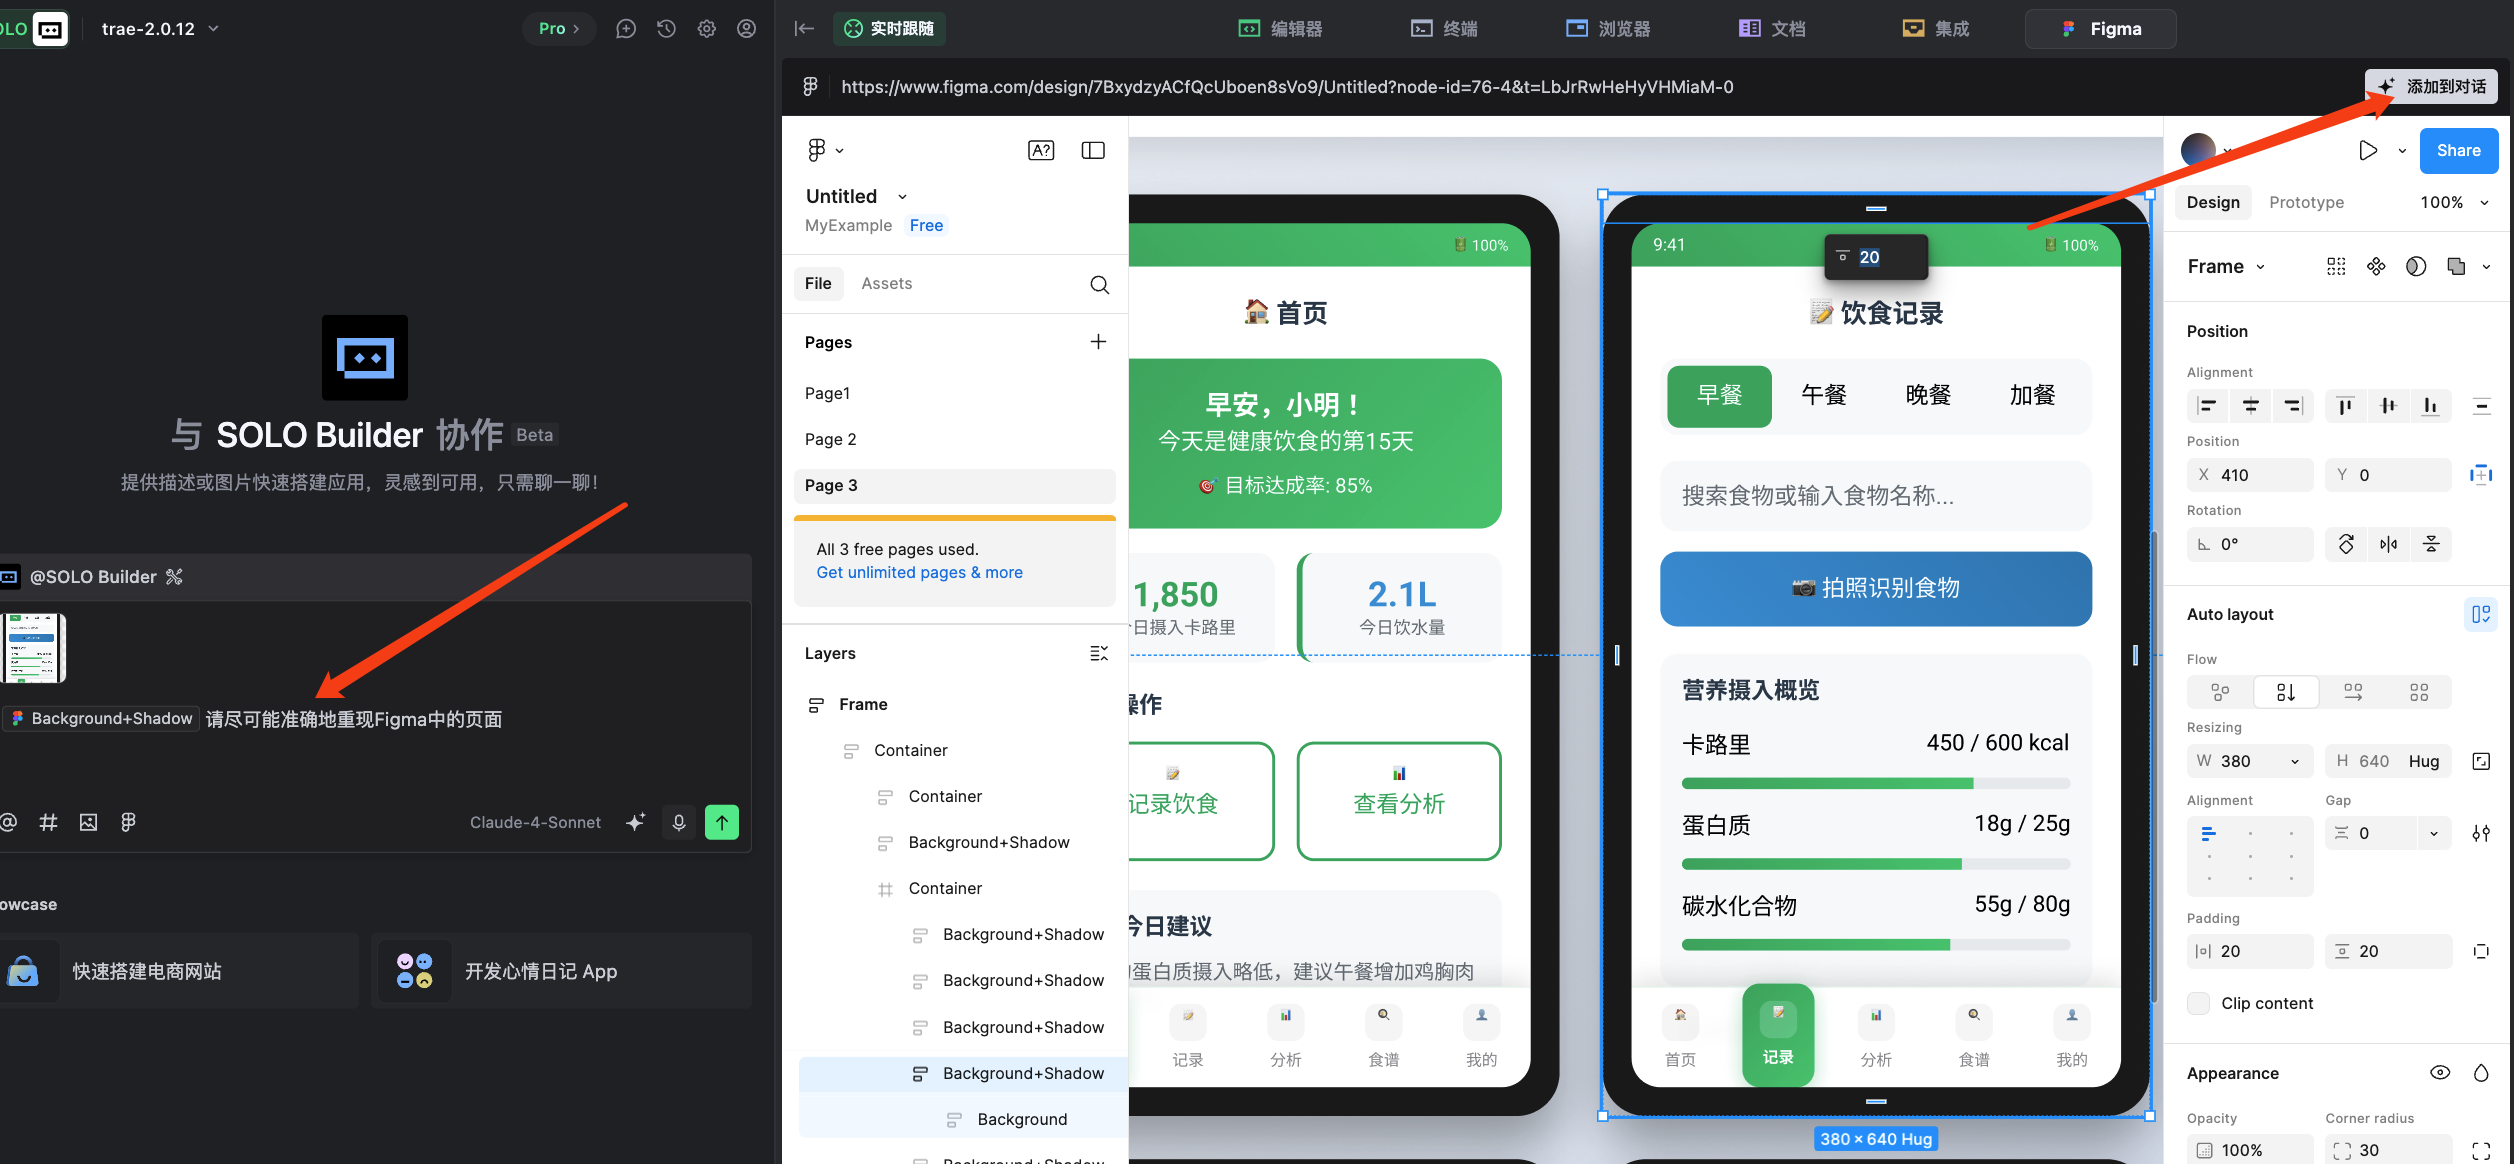 SOLO
trae-2.0.12
Pro
实时跟随
编辑器
终端
浏览器
文档
集成
Figma
https://www.figma.com/design/7BxydzyACfQcUboen8sVo9/Untitled?node-id=76-4&t=LbJrRwHeHyVHMiaM-0
添加到对话
与 SOLO Builder 协作 Beta
提供描述或图片快速搭建应用，灵感到可用，只需聊一聊！
@SOLO Builder
Background+Shadow 请尽可能准确地重现Figma中的页面
Claude-4-Sonnet
owcase
快速搭建电商网站
开发心情日记 App
A?
Untitled
MyExample Free
File
Assets
Pages
Page1
Page 2
Page 3
All 3 free pages used.
Get unlimited pages & more
Layers
Frame
Container
Container
Background+Shadow
Container
Background+Shadow
Background+Shadow
Background+Shadow
Background+Shadow
Background
Background+Shadow
100%
首页
早安，小明！
今天是健康饮食的第15天
目标达成率: 85%
1,850
日摄入卡路里
2.1L
今日饮水量
操作
记录饮食
查看分析
今日建议
蛋白质摄入略低，建议午餐增加鸡胸肉
记录
分析
食谱
我的
9:41
20
100%
饮食记录
早餐
午餐
晚餐
加餐
搜索食物或输入食物名称...
拍照识别食物
营养摄入概览
卡路里
450 / 600 kcal
蛋白质
18g / 25g
碳水化合物
55g / 80g
首页
记录
分析
食谱
我的
380 × 640 Hug
Share
Design
Prototype
100%
Frame
Position
Alignment
Position
X 410
Y 0
Rotation
0°
Auto layout
Flow
Resizing
W 380
H 640 Hug
Alignment
Gap
0
Padding
20
20
Clip content
Appearance
Opacity
Corner radius
100%
30